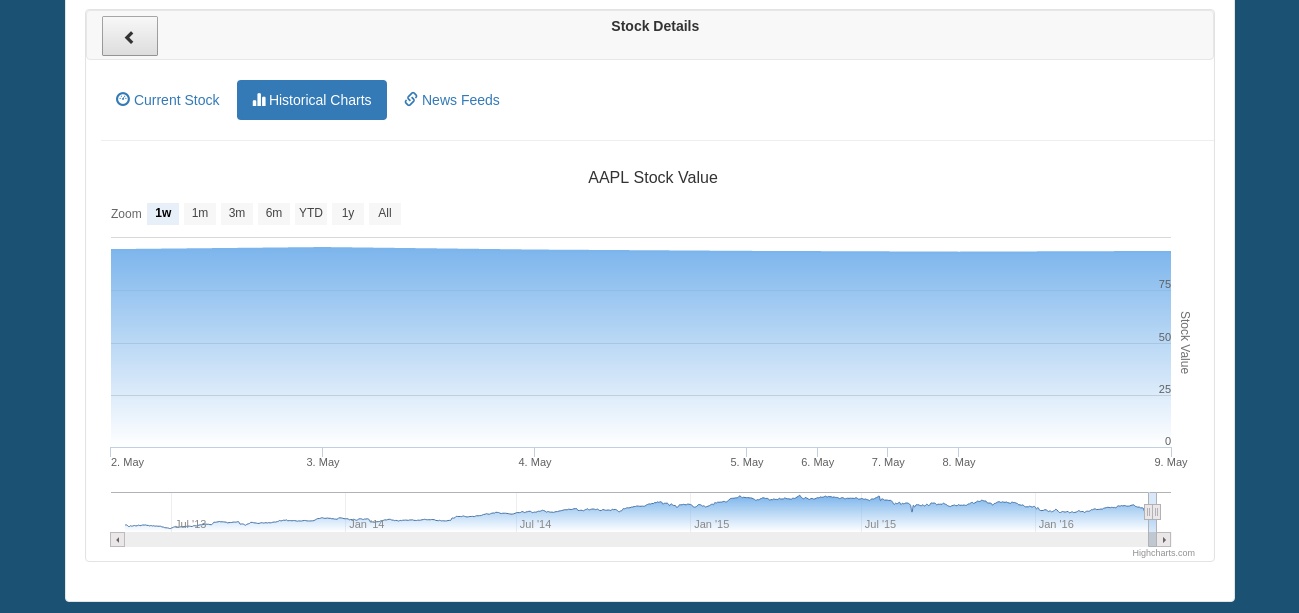 Stock Details
Current Stock
Historical Charts
News Feeds
AAPL Stock Value
Zoom 1w 1m 3m 6m YTD 1y All
75
50
25
0
Stock Value
2. May 3. May 4. May 5. May 6. May 7. May 8. May 9. May
Jul '13 Jan '14 Jul '14 Jan '15 Jul '15 Jan '16
Highcharts.com